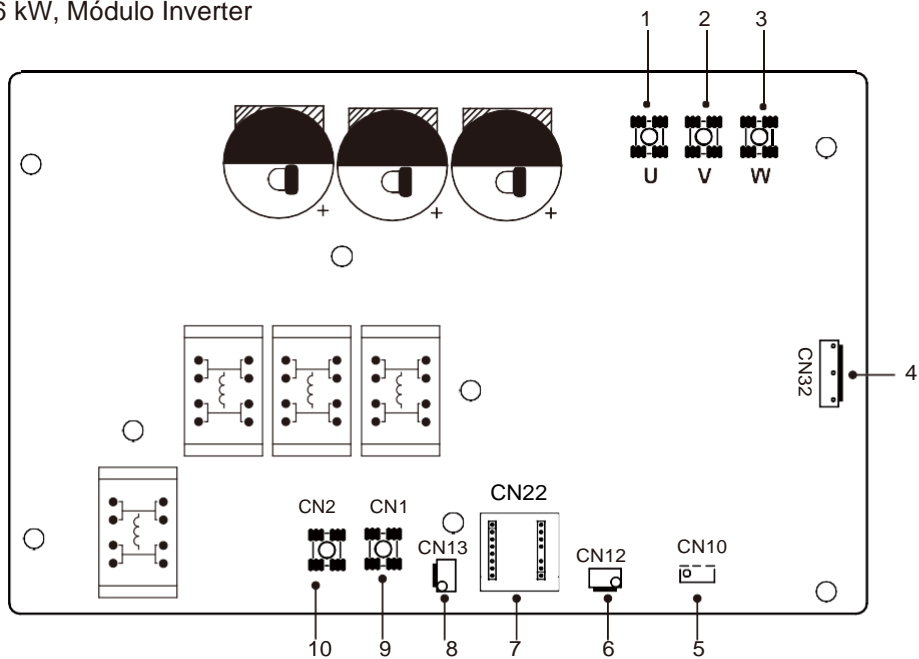 6 kW, Módulo Inverter
1 2 3
U V W
+ + +
CN32
4
CN22
CN2 CN1
CN13 CN12 CN10
10 9 8 7 6 5